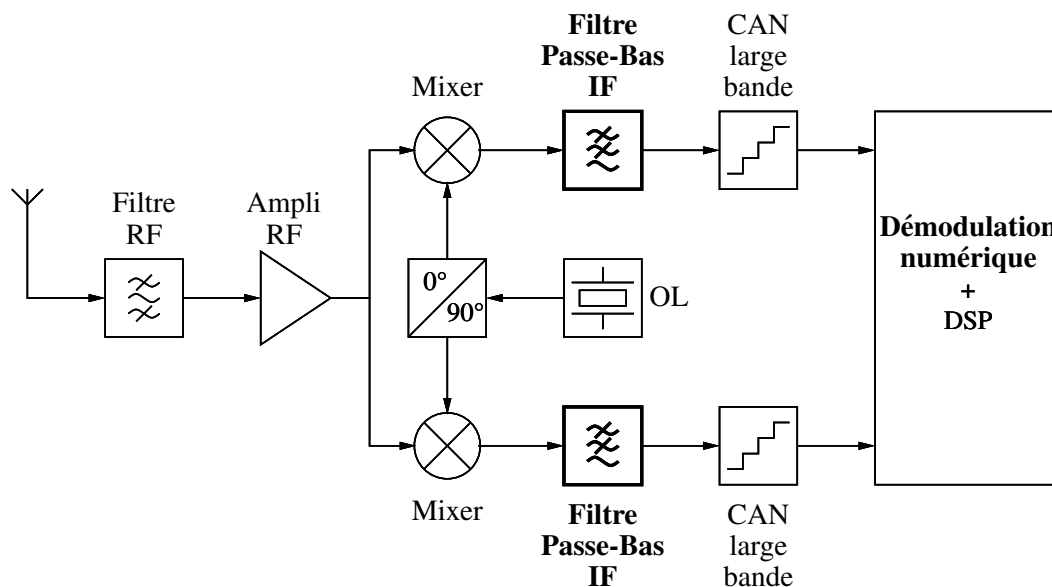 Filtre
Passe-Bas
IF
CAN
large
bande
Mixer
Filtre
RF
Ampli
RF
0°
90°
OL
Démodulation
numérique
+
DSP
Mixer
Filtre
Passe-Bas
IF
CAN
large
bande